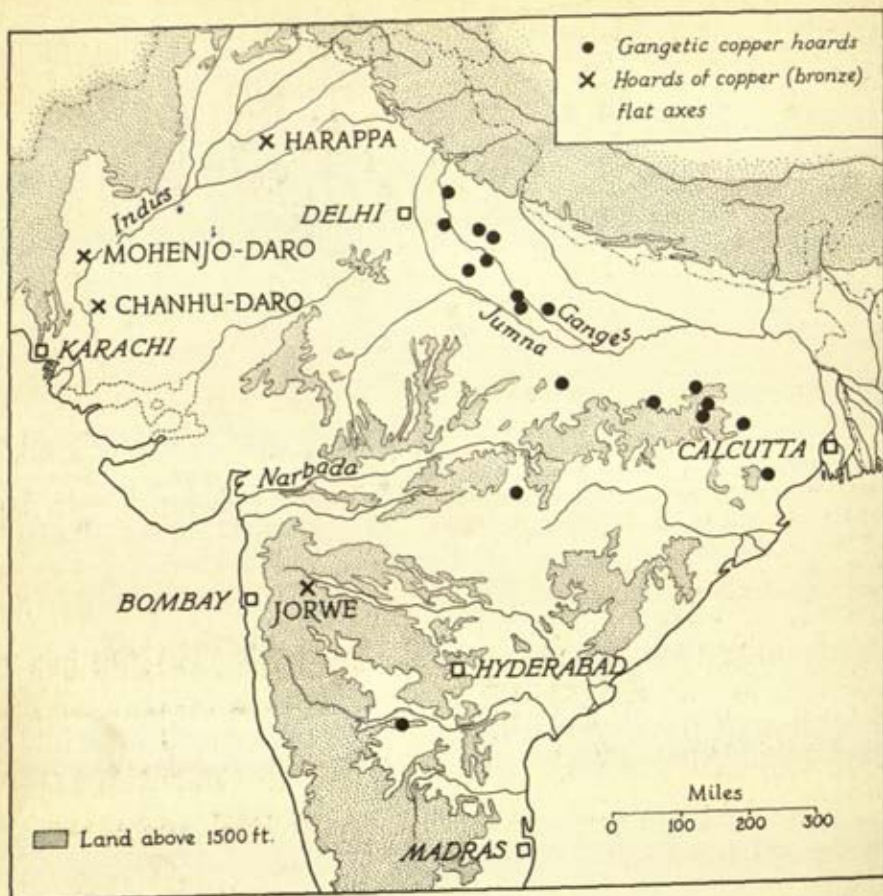 Gangetic copper hoards
Hoards of copper (bronze)
flat axes
HARAPPA
Indus
DELHI
MOHENJO-DARO
CHANHU-DARO
KARACHI
Jumna
Ganges
CALCUTTA
Narbada
BOMBAY
JORWE
HYDERABAD
Miles
0 100 200 300
Land above 1500 ft.
MADRAS